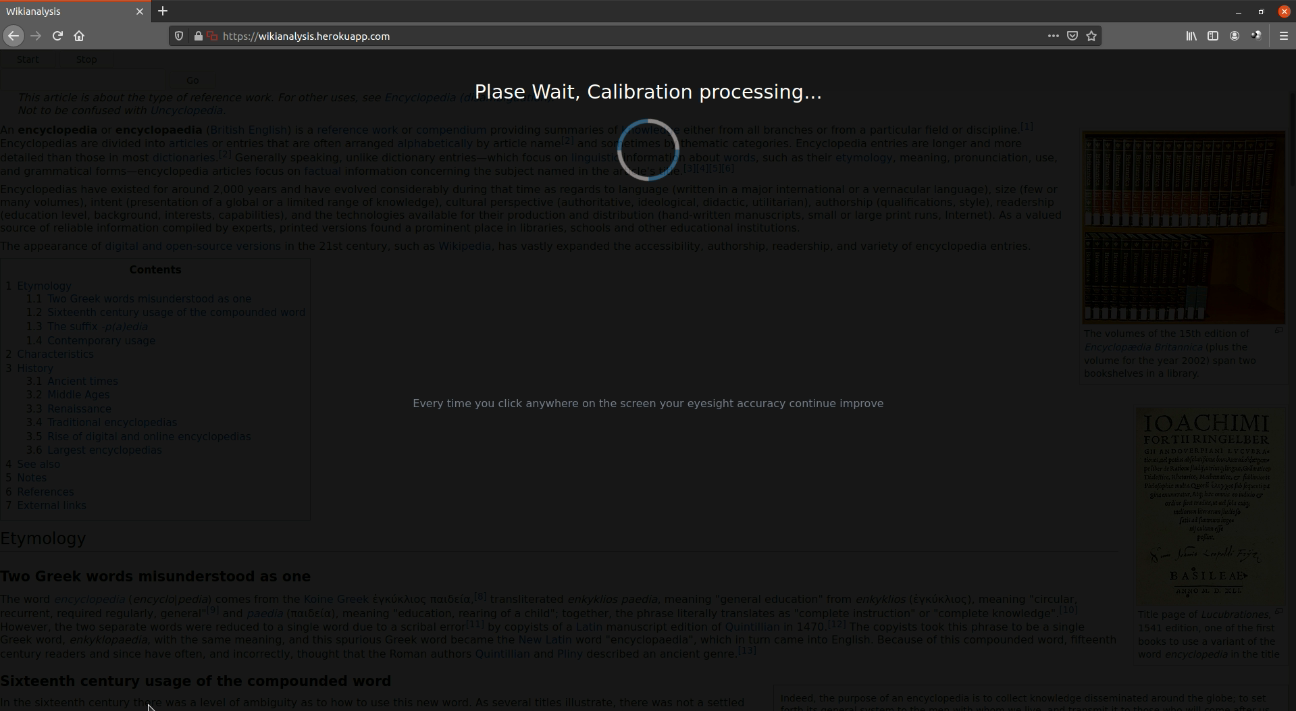 Wikianalysis
https://wikianalysis.herokuapp.com
Start Stop
Go
Plase Wait, Calibration processing...
This article is about the type of reference work. For other uses, see Encyclopedia
Not to be confused with Uncyclopedia.
An encyclopedia or encyclopaedia (British English) is a reference work or compendium providing summaries of knowledge either from all branches or from a particular field or discipline.[1]
Encyclopedias are divided into articles or entries that are often arranged alphabetically by article name[2] and sometimes by thematic categories. Encyclopedia entries are longer and more
detailed than those in most dictionaries.[2] Generally speaking, unlike dictionary entries—which focus on linguistic information about words, such as their etymology, meaning, pronunciation, use,
and grammatical forms—encyclopedia articles focus on factual information concerning the subject named in the article's title.[3][4][5][6]
Encyclopedias have existed for around 2,000 years and have evolved considerably during that time as regards to language (written in a major international or a vernacular language), size (few or
many volumes), intent (presentation of a global or a limited range of knowledge), cultural perspective (authoritative, ideological, didactic, utilitarian), authorship (qualifications, style), readership
(education level, background, interests, capabilities), and the technologies available for their production and distribution (hand-written manuscripts, small or large print runs, Internet). As a valued
source of reliable information compiled by experts, printed versions found a prominent place in libraries, schools and other educational institutions.
The appearance of digital and open-source versions in the 21st century, such as Wikipedia, has vastly expanded the accessibility, authorship, readership, and variety of encyclopedia entries.
Contents
1 Etymology
1.1 Two Greek words misunderstood as one
1.2 Sixteenth century usage of the compounded word
1.3 The suffix -p(a)edia
1.4 Contemporary usage
2 Characteristics
3 History
3.1 Ancient times
3.2 Middle Ages
3.3 Renaissance
3.4 Traditional encyclopedias
3.5 Rise of digital and online encyclopedias
3.6 Largest encyclopedias
4 See also
5 Notes
6 References
7 External links
The volumes of the 15th edition of
Encyclopædia Britannica (plus the
volume for the year 2002) span two
bookshelves in a library.
Every time you click anywhere on the screen your eyesight accuracy continue improve
IOACHIMI
FORTII RINGELBER
BASILEAE
Title page of Lucubrationes,
1541 edition, one of the first
books to use a variant of the
word encyclopedia in the title
Etymology
Two Greek words misunderstood as one
The word encyclopedia (encyclo|pedia) comes from the Koine Greek ἐγκύκλιος παιδεία,[8] transliterated enkyklios paedia, meaning "general education" from enkyklios (ἐγκύκλιος), meaning "circular,
recurrent, required regularly, general"[9] and paedia (παιδεία), meaning "education, rearing of a child"; together, the phrase literally translates as "complete instruction" or "complete knowledge".[10]
However, the two separate words were reduced to a single word due to a scribal error[11] by copyists of a Latin manuscript edition of Quintillian in 1470.[12] The copyists took this phrase to be a single
Greek word, enkyklopaedia, with the same meaning, and this spurious Greek word became the New Latin word "encyclopaedia", which in turn came into English. Because of this compounded word, fifteenth
century readers and since have often, and incorrectly, thought that the Roman authors Quintillian and Pliny described an ancient genre.[13]
Sixteenth century usage of the compounded word
In the sixteenth century there was a level of ambiguity as to how to use this new word. As several titles illustrate, there was not a settled
Indeed, the purpose of an encyclopedia is to collect knowledge disseminated around the globe; to set